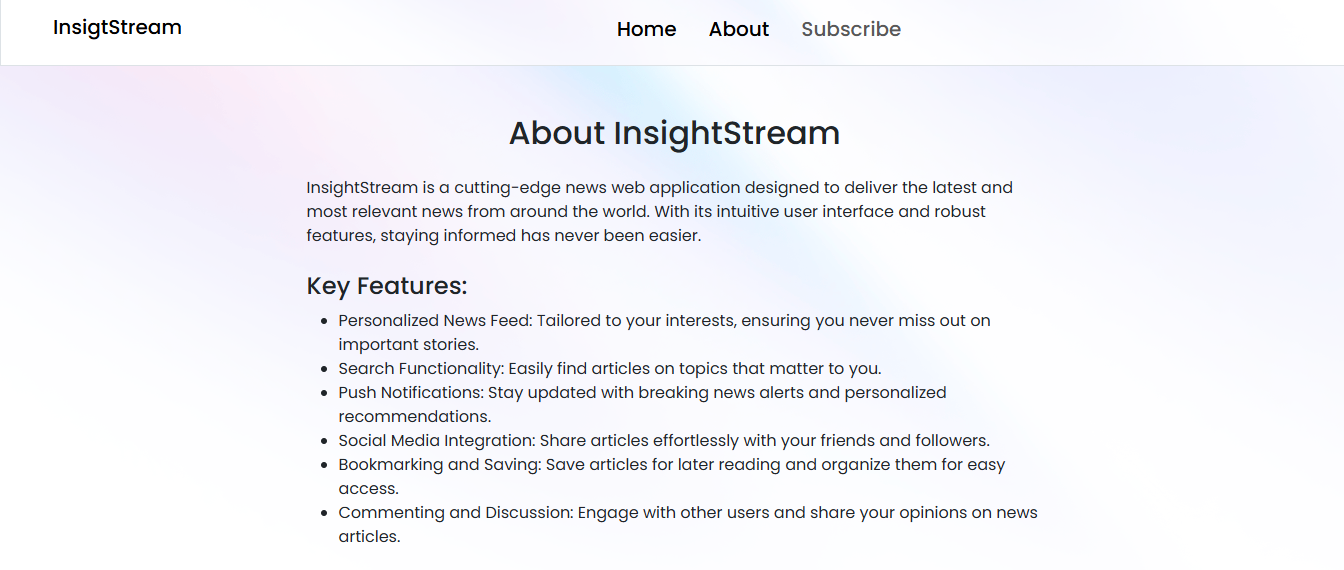 InsigtStream
Home About Subscribe
About InsightStream
InsightStream is a cutting-edge news web application designed to deliver the latest and
most relevant news from around the world. With its intuitive user interface and robust
features, staying informed has never been easier.
Key Features:
• Personalized News Feed: Tailored to your interests, ensuring you never miss out on
important stories.
• Search Functionality: Easily find articles on topics that matter to you.
• Push Notifications: Stay updated with breaking news alerts and personalized
recommendations.
• Social Media Integration: Share articles effortlessly with your friends and followers.
• Bookmarking and Saving: Save articles for later reading and organize them for easy
access.
• Commenting and Discussion: Engage with other users and share your opinions on news
articles.